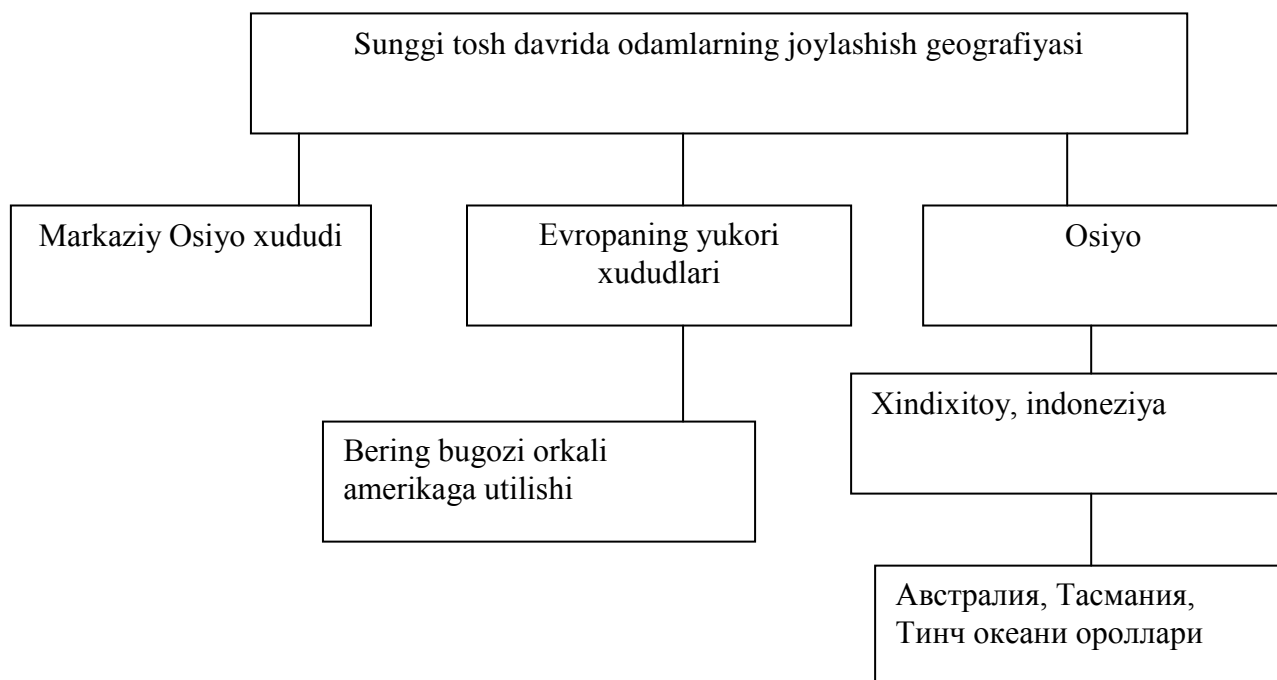 Sunggi tosh davrida odamlarning joylashish geografiyasi
Markaziy Osiyo xududi
Evropaning yukori
xududlari
Osiyo
Bering bugozi orkali
amerikaga utilishi
Xindixitoy, indoneziya
Австралия, Тасмания,
Тинч океани ороллари